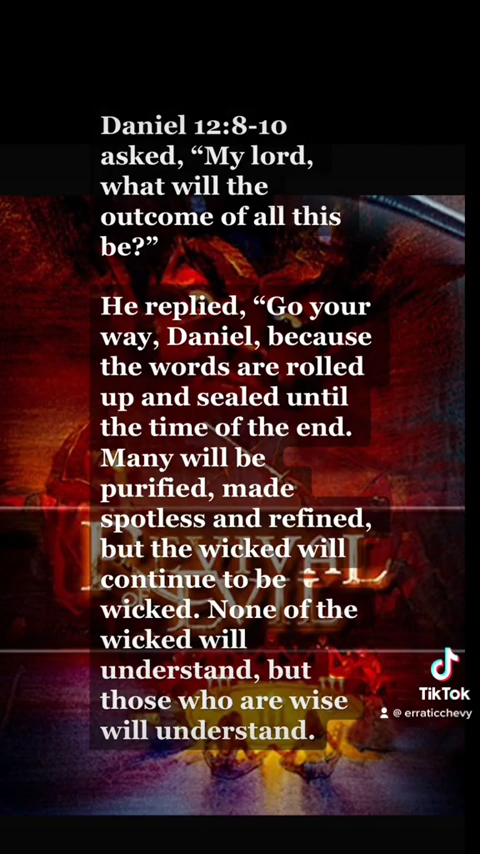 Daniel 12:8-10
asked, “My lord,
what will the
outcome of all this
be?”
He replied, “Go your
way, Daniel, because
the words are rolled
up and sealed until
the time of the end.
Many will be
purified, made
spotless and refined,
but the wicked will
continue to be
wicked. None of the
wicked will
understand, but
those who are wise
will understand.
REVIVAL
EVIL
TikTok
@ erraticchevy